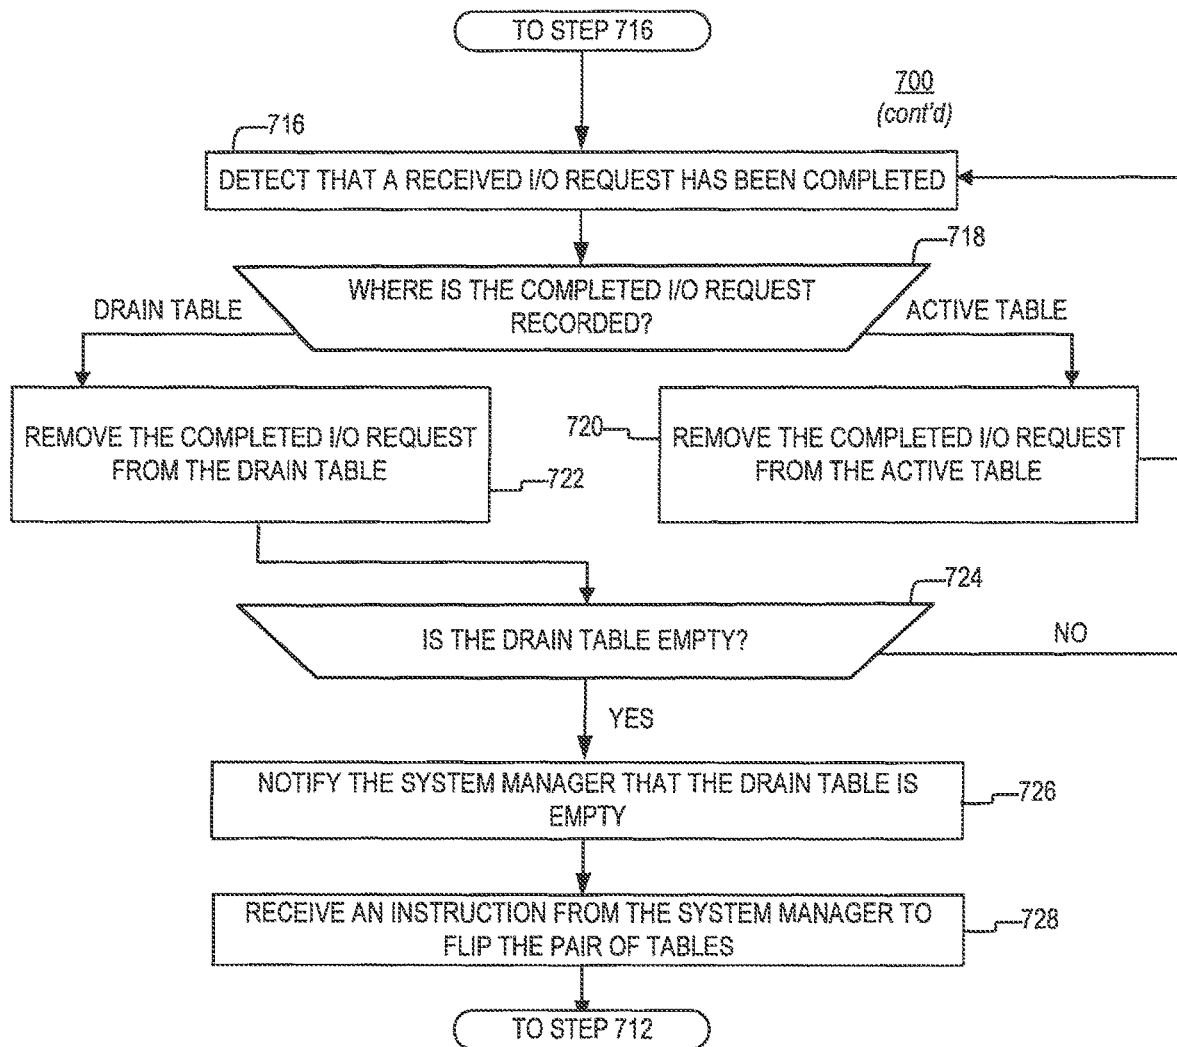 TO STEP 716
700
(cont'd)
716
DETECT THAT A RECEIVED I/O REQUEST HAS BEEN COMPLETED
718
WHERE IS THE COMPLETED I/O REQUEST
RECORDED?
DRAIN TABLE
ACTIVE TABLE
REMOVE THE COMPLETED I/O REQUEST
FROM THE DRAIN TABLE
722
720
REMOVE THE COMPLETED I/O REQUEST
FROM THE ACTIVE TABLE
724
IS THE DRAIN TABLE EMPTY?
NO
YES
NOTIFY THE SYSTEM MANAGER THAT THE DRAIN TABLE IS
EMPTY
726
RECEIVE AN INSTRUCTION FROM THE SYSTEM MANAGER TO
FLIP THE PAIR OF TABLES
728
TO STEP 712